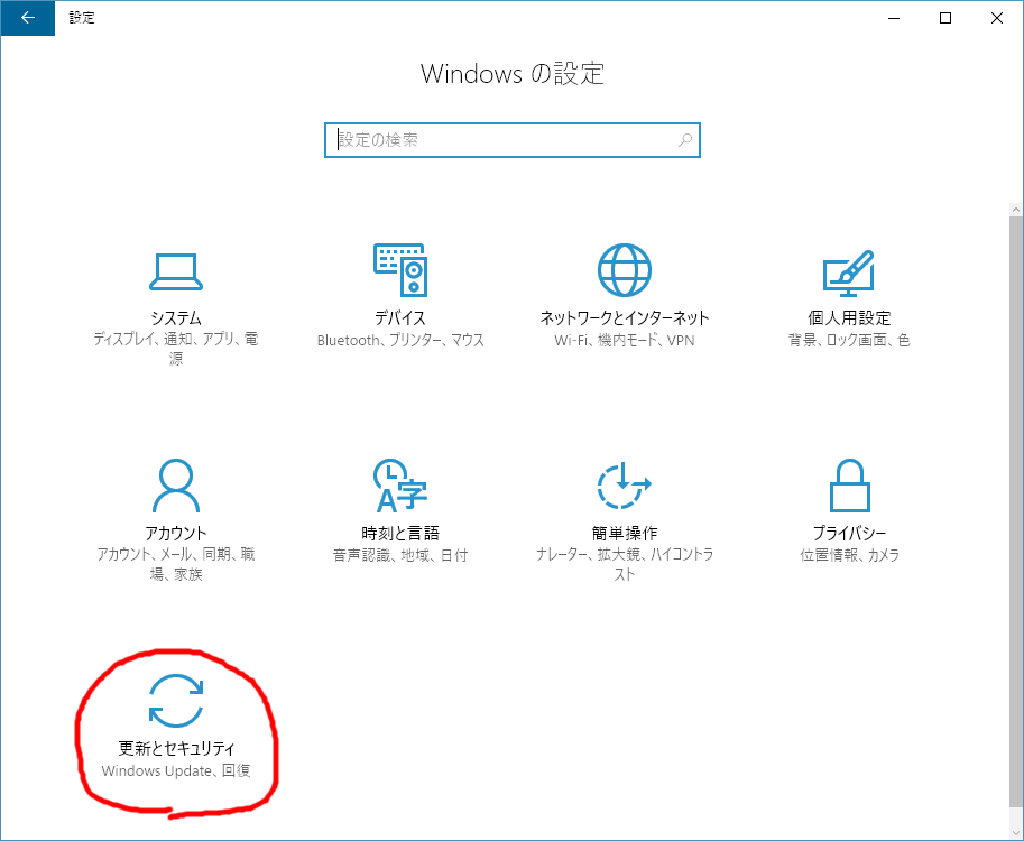 設定
Windows の設定
設定の検索
システム
ディスプレイ、通知、アプリ、電
源
デバイス
Bluetooth、プリンター、マウス
ネットワークとインターネット
Wi-Fi、機内モード、VPN
個人用設定
背景、ロック画面、色
アカウント
アカウント、メール、同期、職
場、家族
時刻と言語
音声認識、地域、日付
簡単操作
ナレーター、拡大鏡、ハイコントラ
スト
プライバシー
位置情報、カメラ
更新とセキュリティ
Windows Update、回復